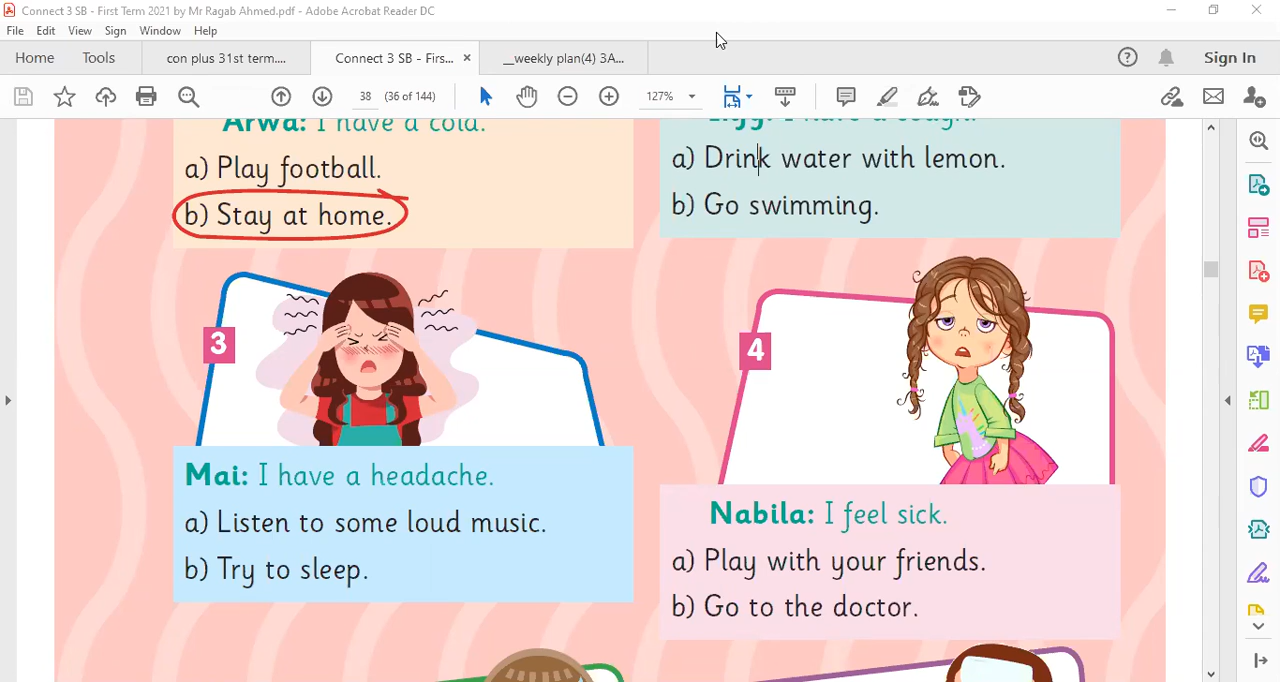 Connect 3 SB - First Term 2021 by Mr Ragab Ahmed.pdf - Adobe Acrobat Reader DC
File Edit View Sign Window Help
Home Tools con plus 31st term.... Connect 3 SB - Firs... × __weekly plan(4) 3A... Sign In
38 (36 of 144) 127%
Arwa: I have a cold.
a) Play football.
b) Stay at home.
I have a cough.
a) Drink water with lemon.
b) Go swimming.
3
Mai: I have a headache.
a) Listen to some loud music.
b) Try to sleep.
4
Nabila: I feel sick.
a) Play with your friends.
b) Go to the doctor.